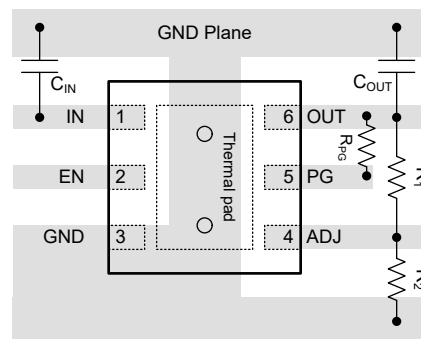 GND Plane
C_IN
C_OUT
IN 1
6 OUT
R_PG
Thermal pad
EN 2
5 PG
GND 3
4 ADJ